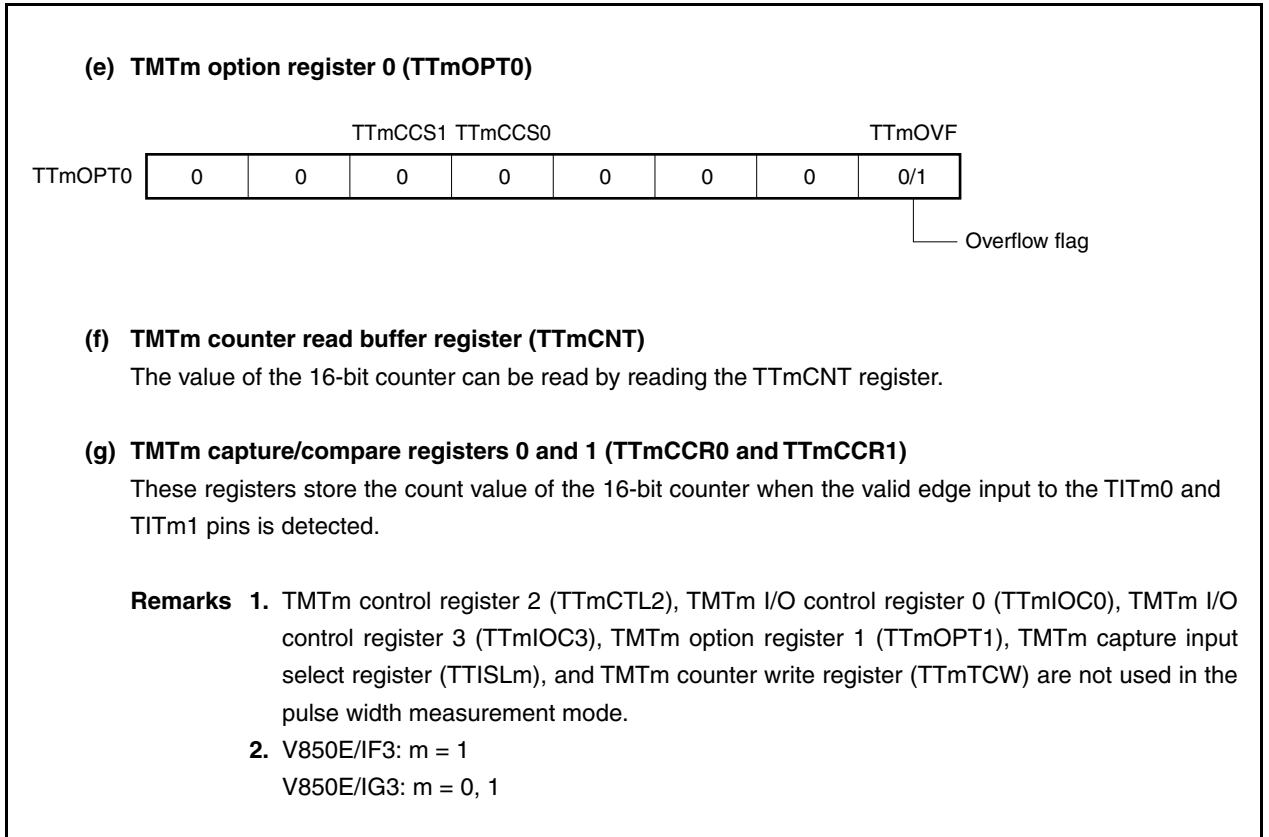 (e) TMTm option register 0 (TTmOPT0)
TTmCCS1 TTmCCS0 TTmOVF
TTmOPT0 0 0 0 0 0 0 0 0/1
Overflow flag
(f) TMTm counter read buffer register (TTmCNT)
The value of the 16-bit counter can be read by reading the TTmCNT register.
(g) TMTm capture/compare registers 0 and 1 (TTmCCR0 and TTmCCR1)
These registers store the count value of the 16-bit counter when the valid edge input to the TITm0 and
TITm1 pins is detected.
Remarks 1. TMTm control register 2 (TTmCTL2), TMTm I/O control register 0 (TTmIOC0), TMTm I/O
control register 3 (TTmIOC3), TMTm option register 1 (TTmOPT1), TMTm capture input
select register (TTISLm), and TMTm counter write register (TTmTCW) are not used in the
pulse width measurement mode.
2. V850E/IF3: m = 1
V850E/IG3: m = 0, 1